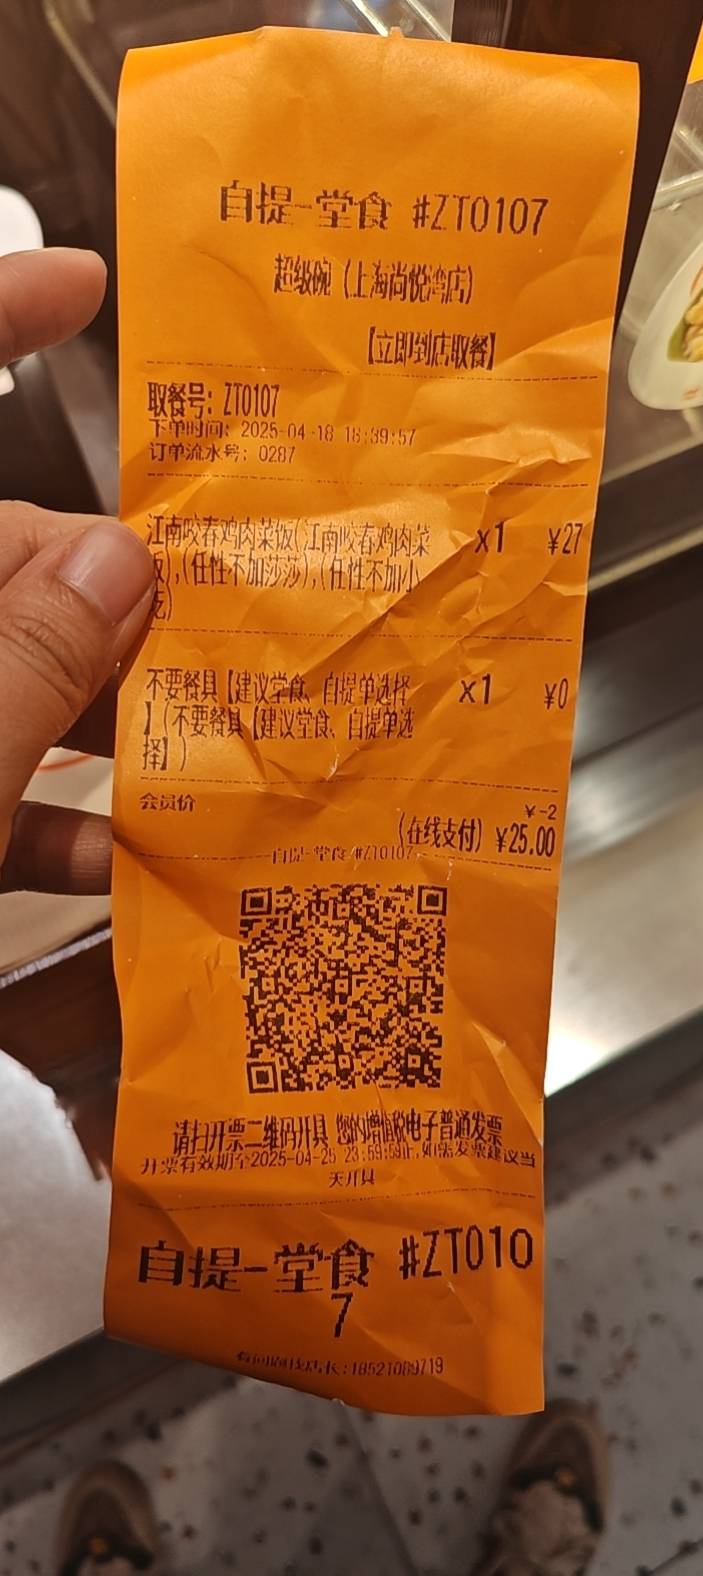 自提-堂食 #ZT0107
超级碗（上海尚悦湾店）
【立即到店取餐】
取餐号：ZT0107
下单时间：2025-04-18 18:39:57
订单流水号：0287
江南咬春鸡肉菜饭(江南咬春鸡肉菜 x1 ¥27
饭),(任性不加莎莎),(任性不加小
吃)
不要餐具【建议堂食、自提单选择 x1 ¥0
】(不要餐具【建议堂食、自提单选
择】)
会员价 ¥-2
(在线支付) ¥25.00
自提-堂食 #ZT0107
请扫开票二维码开具 您的增值税电子普通发票
开票有效期至2025-04-25 23:59:59止,如需发票建议当
天开具
自提-堂食 #ZT010
7
有问题找店长:18521089719